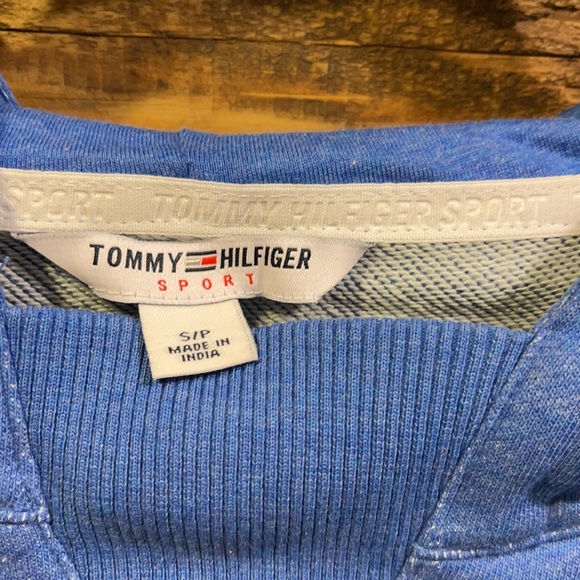 SPORT TOMMY HILFIGER SPORT
TOMMY HILFIGER
SPORT
S/P
MADE IN
INDIA